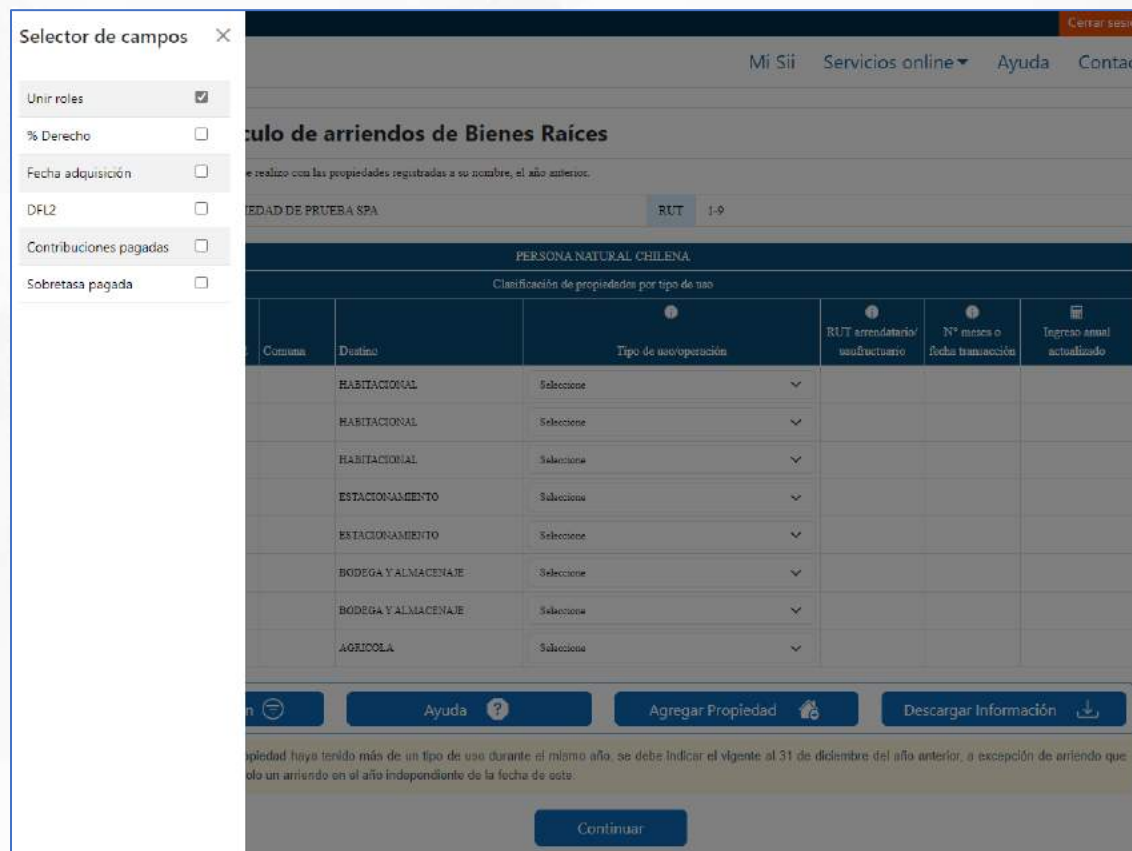 Selector de campos
Unir roles
% Derecho
Fecha adquisición
DFL2
Contribuciones pagadas
Sobretasa pagada
Cerrar sesi
Mi Sii Servicios online Ayuda Contac
culo de arriendos de Bienes Raíces
e realizo con las propiedades registradas a su nombre, el año anterior.
EDAD DE PRUEBA SPA RUT 1-9
PERSONA NATURAL CHILENA
Clasificación de propiedades por tipo de uso
Comuna Destino Tipo de uso/operación RUT arrendatario/ usufructuario N° meses o fecha transacción Ingreso anual actualizado
HABITACIONAL Seleccione
HABITACIONAL Seleccione
HABITACIONAL Seleccione
ESTACIONAMIENTO Seleccione
ESTACIONAMIENTO Seleccione
BODEGA Y ALMACENAJE Seleccione
BODEGA Y ALMACENAJE Seleccione
AGRICOLA Seleccione
n Ayuda Agregar Propiedad Descargar Información
opiedad haya tenido más de un tipo de uso durante el mismo año, se debe indicar el vigente al 31 de diciembre del año anterior, a excepción de arriendo que
olo un arriendo en el año independiente de la fecha de este.
Continuar